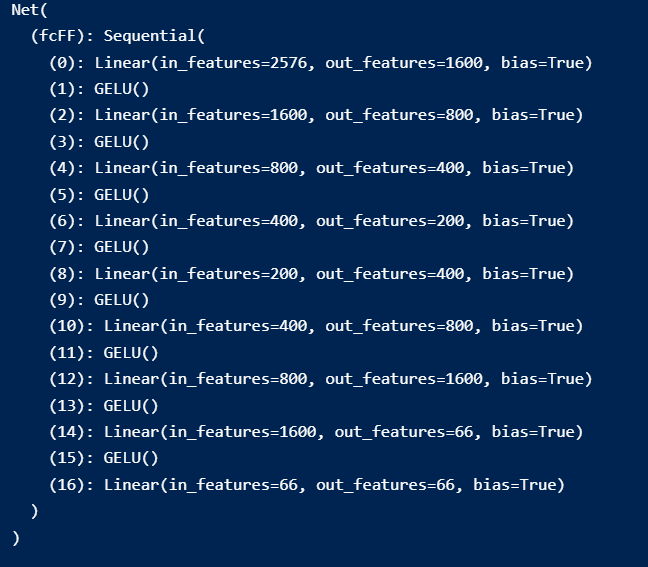 Net(
  (fcFF): Sequential(
    (0): Linear(in_features=2576, out_features=1600, bias=True)
    (1): GELU()
    (2): Linear(in_features=1600, out_features=800, bias=True)
    (3): GELU()
    (4): Linear(in_features=800, out_features=400, bias=True)
    (5): GELU()
    (6): Linear(in_features=400, out_features=200, bias=True)
    (7): GELU()
    (8): Linear(in_features=200, out_features=400, bias=True)
    (9): GELU()
    (10): Linear(in_features=400, out_features=800, bias=True)
    (11): GELU()
    (12): Linear(in_features=800, out_features=1600, bias=True)
    (13): GELU()
    (14): Linear(in_features=1600, out_features=66, bias=True)
    (15): GELU()
    (16): Linear(in_features=66, out_features=66, bias=True)
  )
)